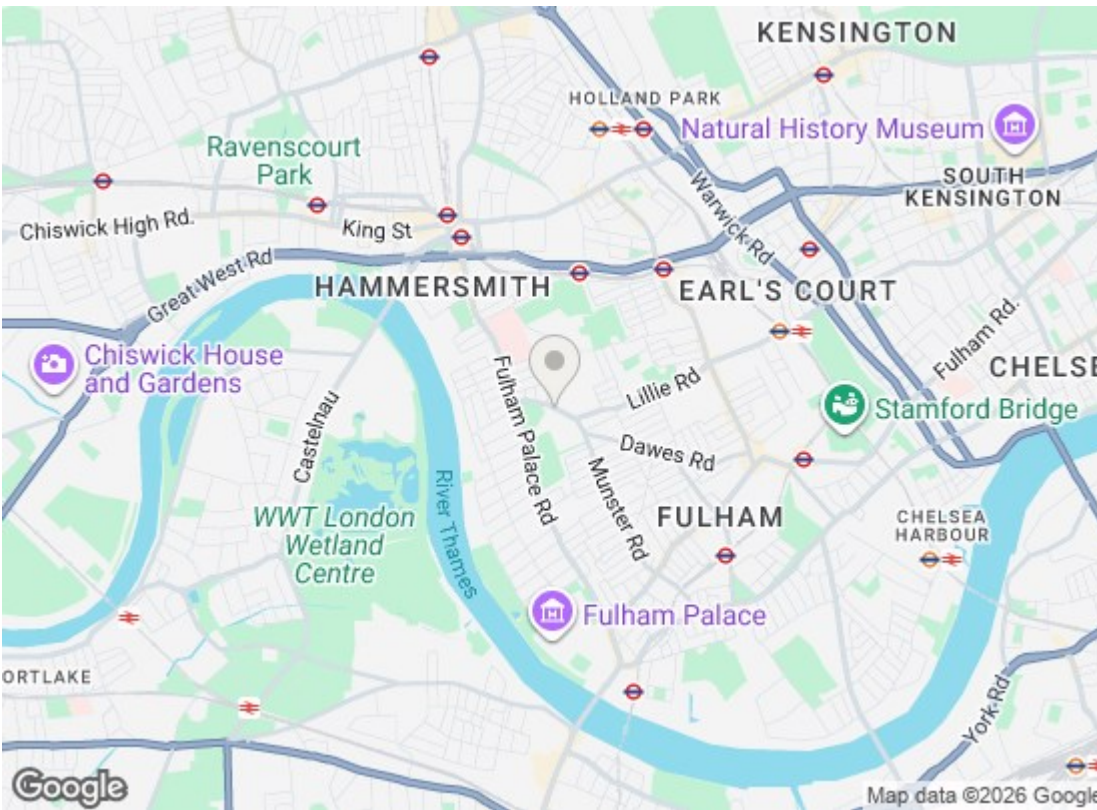 KENSINGTON
HOLLAND PARK
Natural History Museum
Ravenscourt
Park
SOUTH
KENSINGTON
Warwick Rd
Chiswick High Rd.
King St
Great West Rd
HAMMERSMITH
EARL'S COURT
Fulham Rd.
Chiswick House
and Gardens
CHELSE
Castelnau
Fulham Palace Rd
Lillie Rd
Stamford Bridge
Dawes Rd
River Thames
Munster Rd
WWT London
Wetland
Centre
FULHAM
CHELSEA
HARBOUR
Fulham Palace
ORTLAKE
York Rd
Google
Map data ©2026 Google